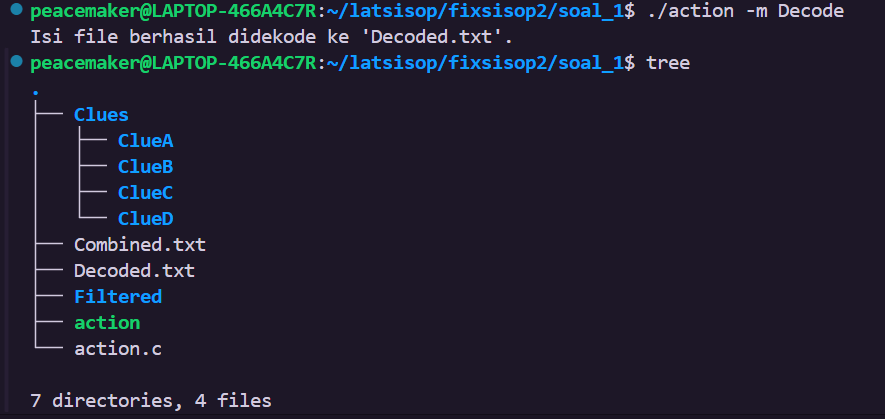 peacemaker@LAPTOP-466A4C7R:~/latsisop/fixsisop2/soal_1$ ./action -m Decode
Isi file berhasil didekode ke 'Decoded.txt'.
peacemaker@LAPTOP-466A4C7R:~/latsisop/fixsisop2/soal_1$ tree
.
├── Clues
│   ├── ClueA
│   ├── ClueB
│   ├── ClueC
│   └── ClueD
├── Combined.txt
├── Decoded.txt
├── Filtered
├── action
└── action.c

7 directories, 4 files